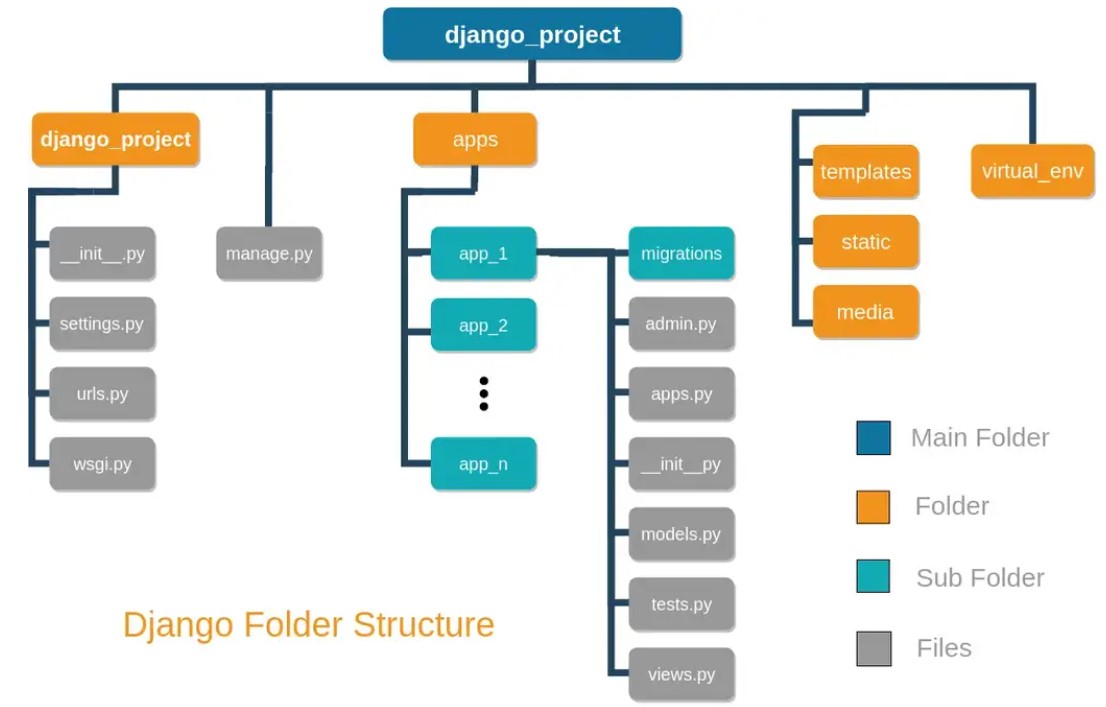 django_project
django_project
__init__.py
settings.py
urls.py
wsgi.py
manage.py
apps
app_1
app_2
app_n
migrations
admin.py
apps.py
__init__py
models.py
tests.py
views.py
templates
static
media
virtual_env
Main Folder
Folder
Sub Folder
Files
Django Folder Structure